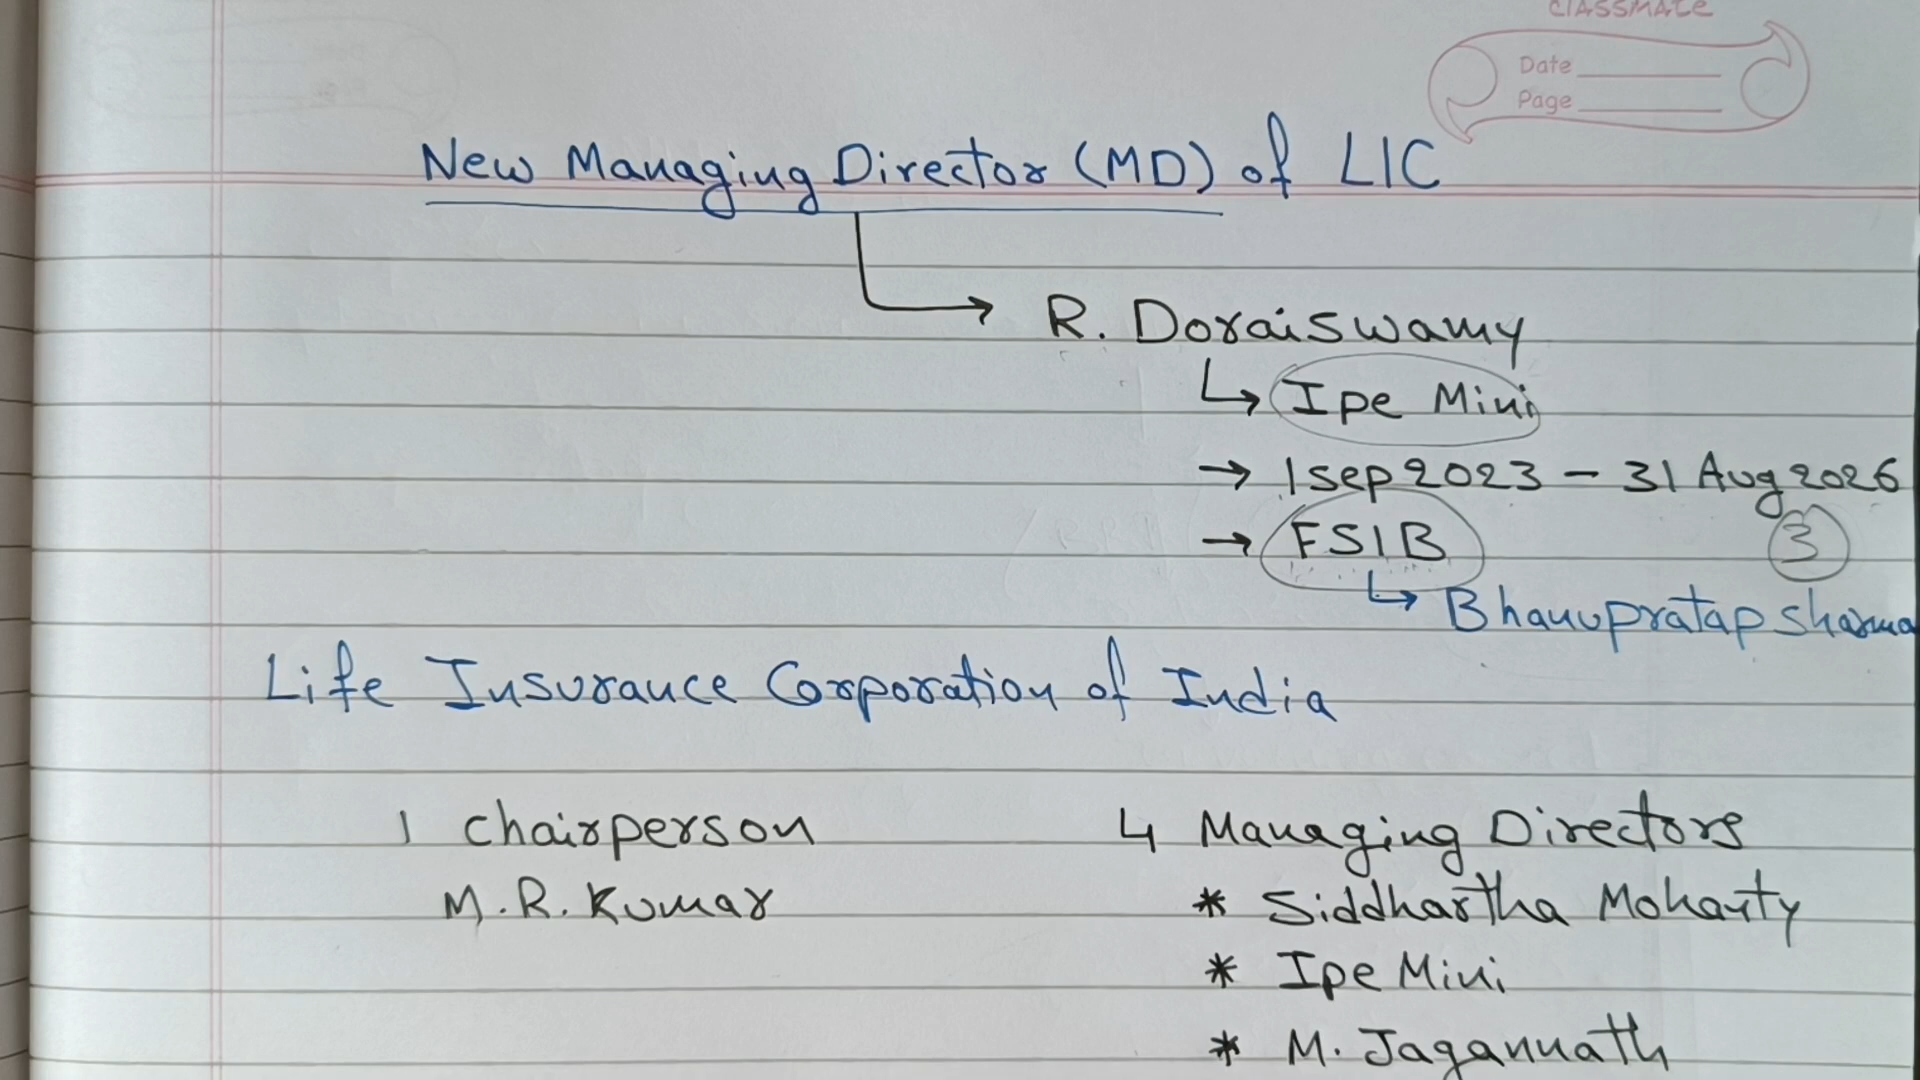 classmate
Date
Page
New Managing Director (MD) of LIC
R. Doraiswamy
Ipe Mini
1 sep 2023 - 31 Aug 2026
FSIB
3
Bhanupratap sharma
Life Insurance Corporation of India
1 chairperson
4 Managing Directors
M.R. Kumar
* Siddhartha Mohanty
* Ipe Mini
* M. Jagannath